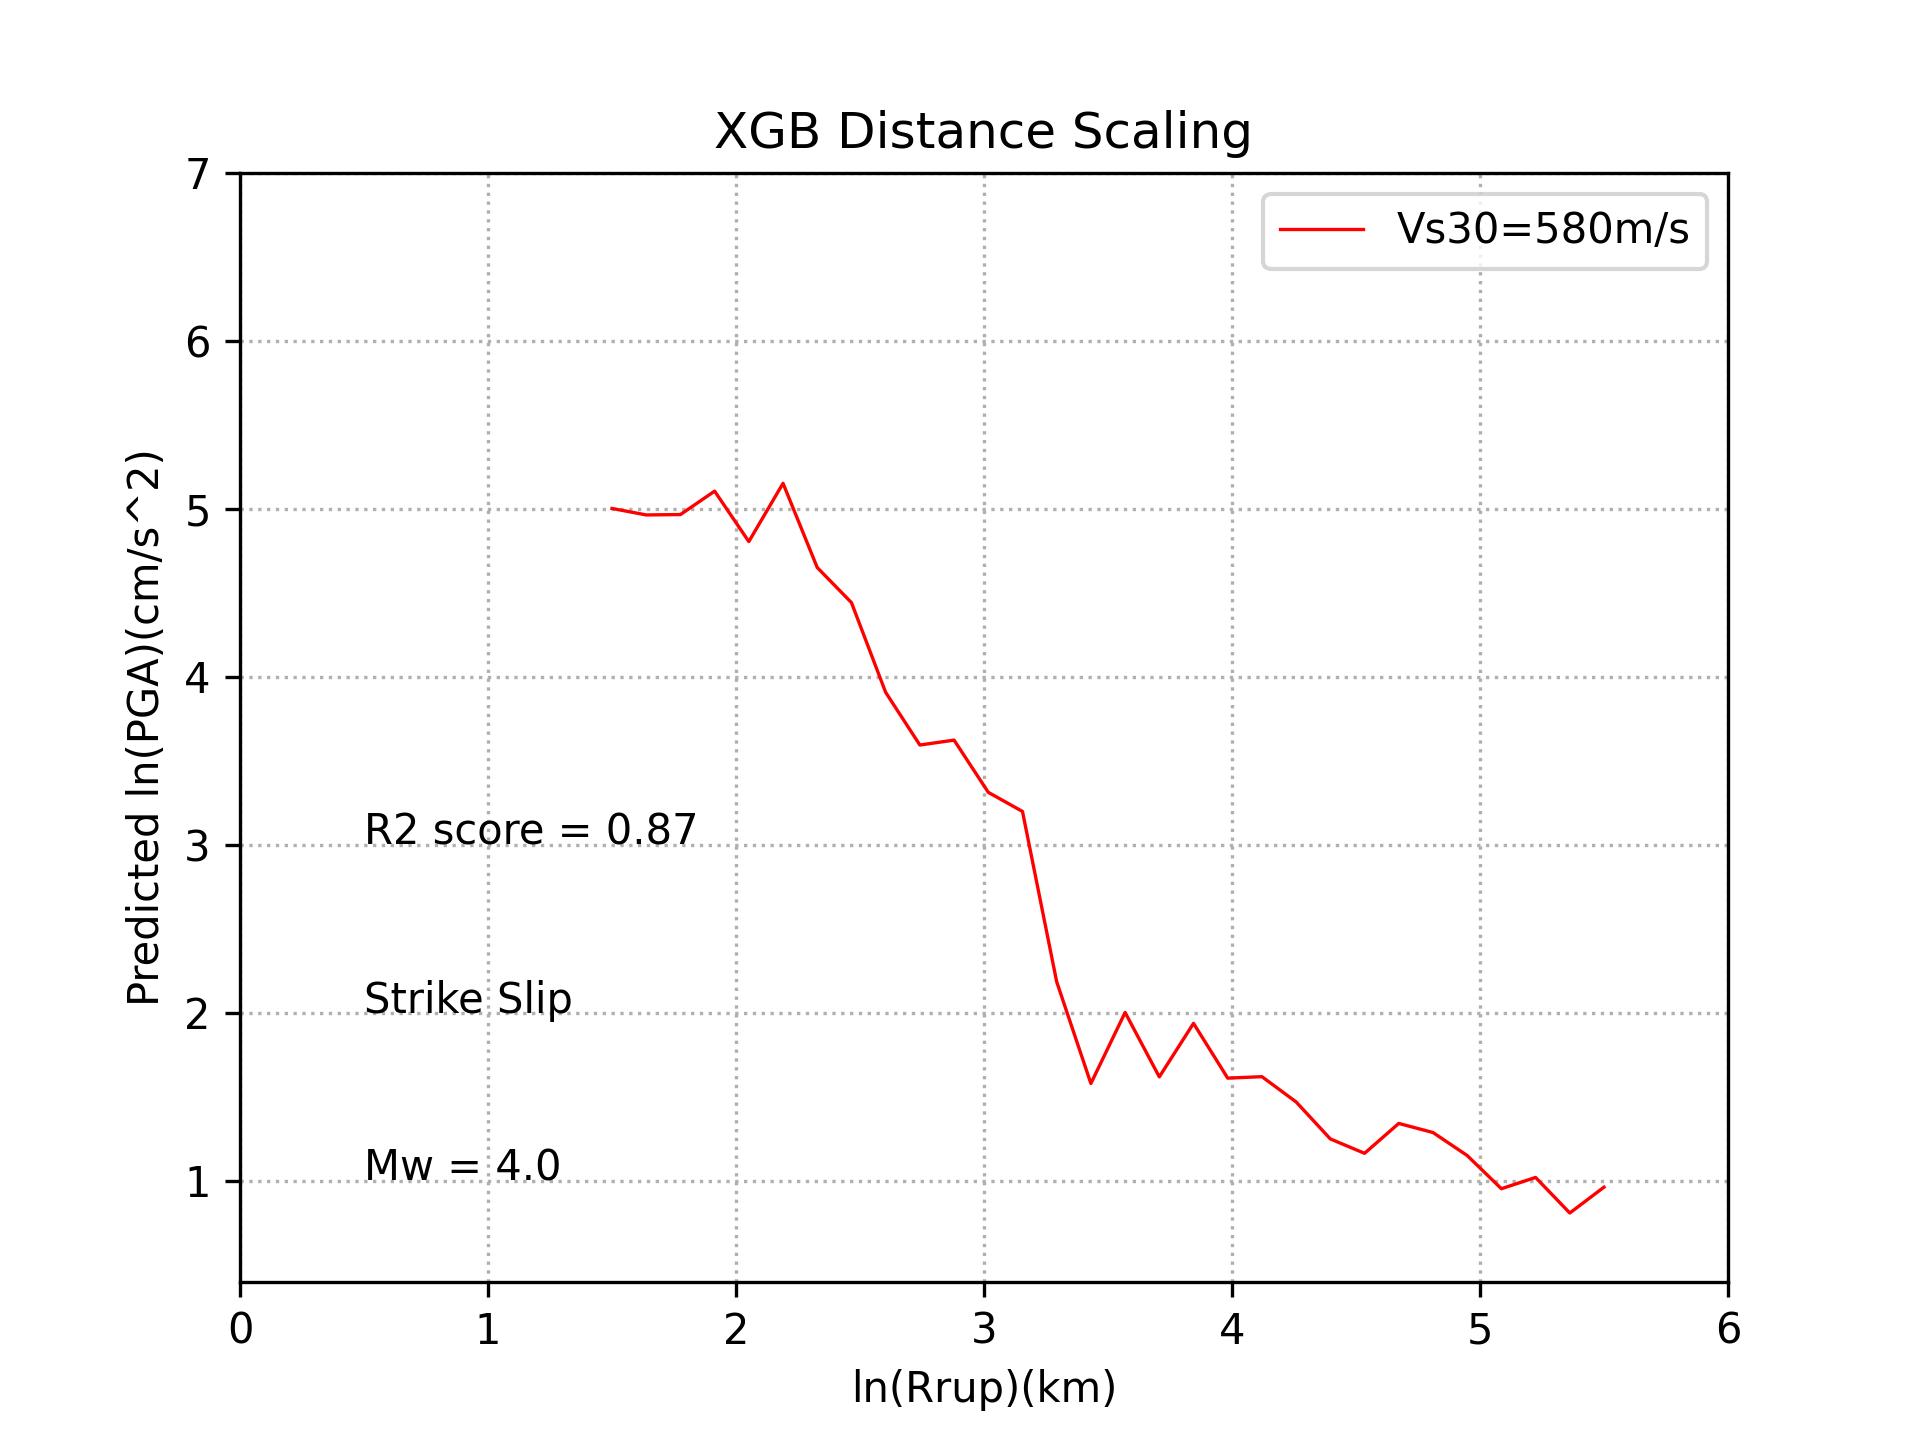 XGB Distance Scaling
Vs30=580m/s
Predicted ln(PGA)(cm/s^2)
7
6
5
4
3
2
1
R2 score = 0.87
Strike Slip
Mw = 4.0
0 1 2 3 4 5 6
ln(Rrup)(km)